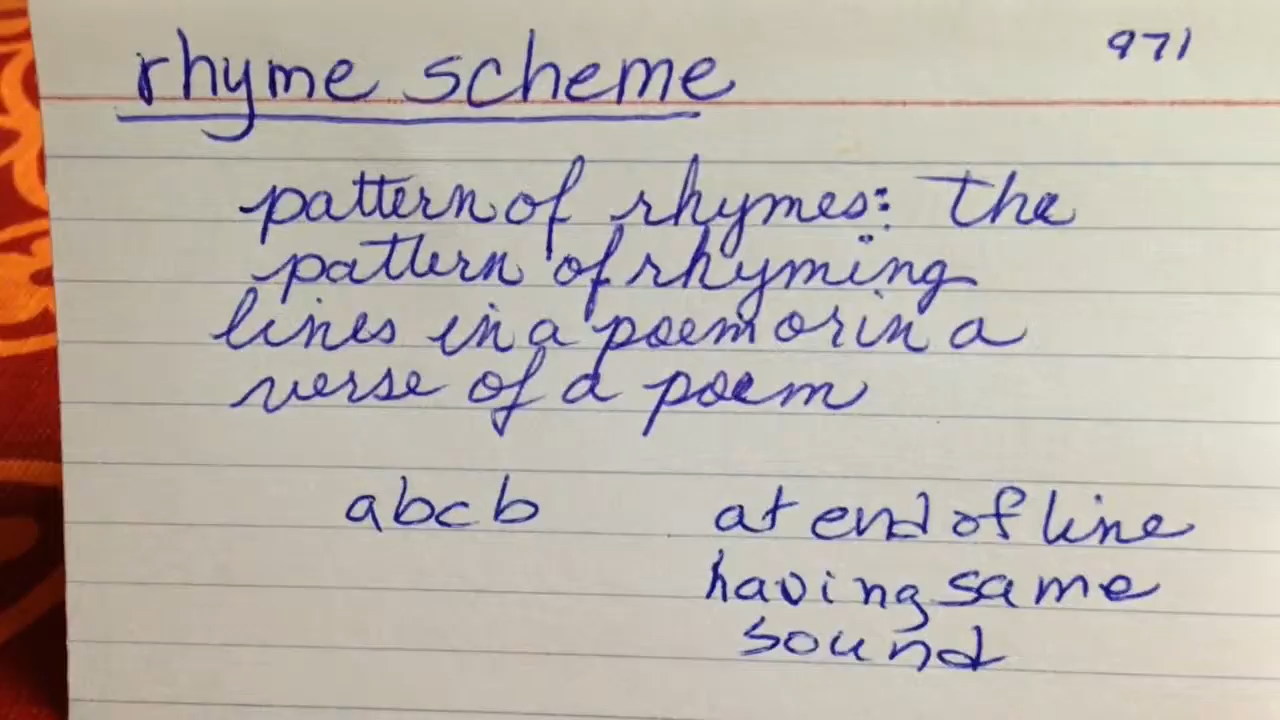 971
rhyme scheme
pattern of rhymes: The
pattern of rhyming
lines in a poem or in a
verse of a poem
abcb
at end of line
having same
sound